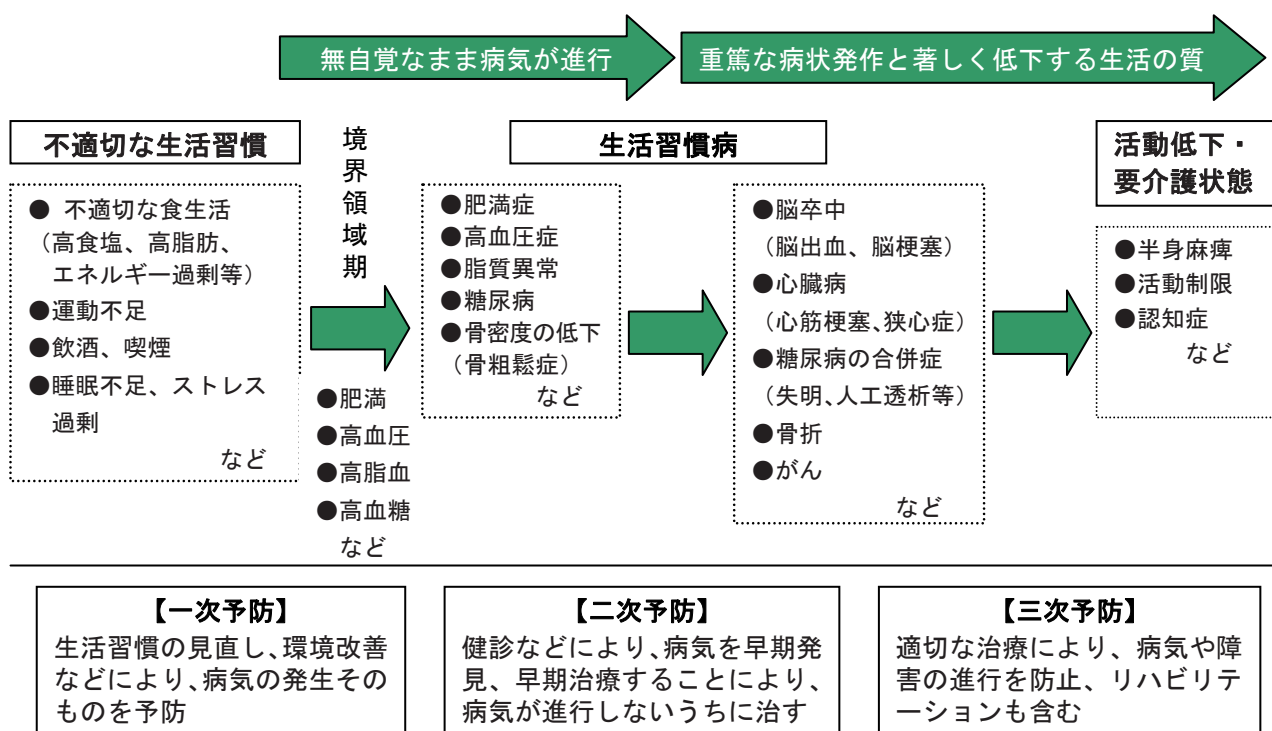 無自覚なまま病気が進行
重篤な病状発作と著しく低下する生活の質
不適切な生活習慣
● 不適切な食生活
（高食塩、高脂肪、
エネルギー過剰等）
●運動不足
●飲酒、喫煙
●睡眠不足、ストレス
過剰
など
境界領域期
●肥満
●高血圧
●高脂血
●高血糖
など
生活習慣病
●肥満症
●高血圧症
●脂質異常
●糖尿病
●骨密度の低下
（骨粗鬆症）
など
●脳卒中
（脳出血、脳梗塞）
●心臓病
（心筋梗塞、狭心症）
●糖尿病の合併症
（失明、人工透析等）
●骨折
●がん
など
活動低下・
要介護状態
●半身麻痺
●活動制限
●認知症
など
【一次予防】
生活習慣の見直し、環境改善
などにより、病気の発生その
ものを予防
【二次予防】
健診などにより、病気を早期発
見、早期治療することにより、
病気が進行しないうちに治す
【三次予防】
適切な治療により、病気や障
害の進行を防止、リハビリテ
ーションも含む